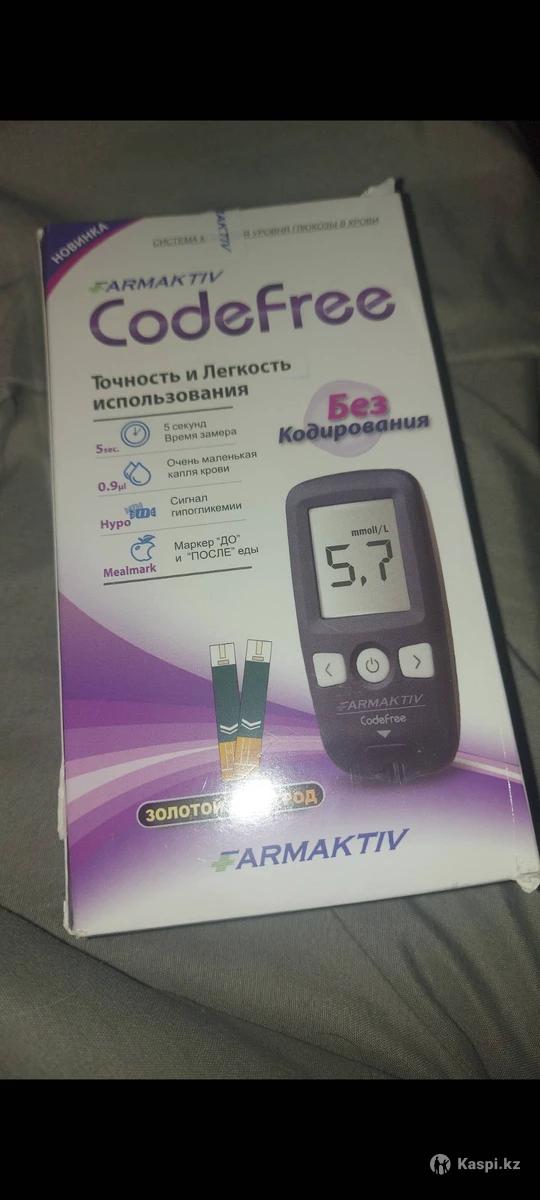 НОВИНКА
СИСТЕМА К УРОВНЯ ГЛЮКОЗЫ В КРОВИ
FARMAKTIV
CodeFree
Точность и Легкость
использования
5sec.
5 секунд
Время замера
0.9µl
Очень маленькая
капля крови
Hypo
Сигнал
гипогликемии
Mealmark
Маркер "ДО"
и "ПОСЛЕ" еды
Без
Кодирования
mmoll/L
5,7
FARMAKTIV
CodeFree
ЗОЛОТОЙ
FARMAKTIV
Kaspi.kz